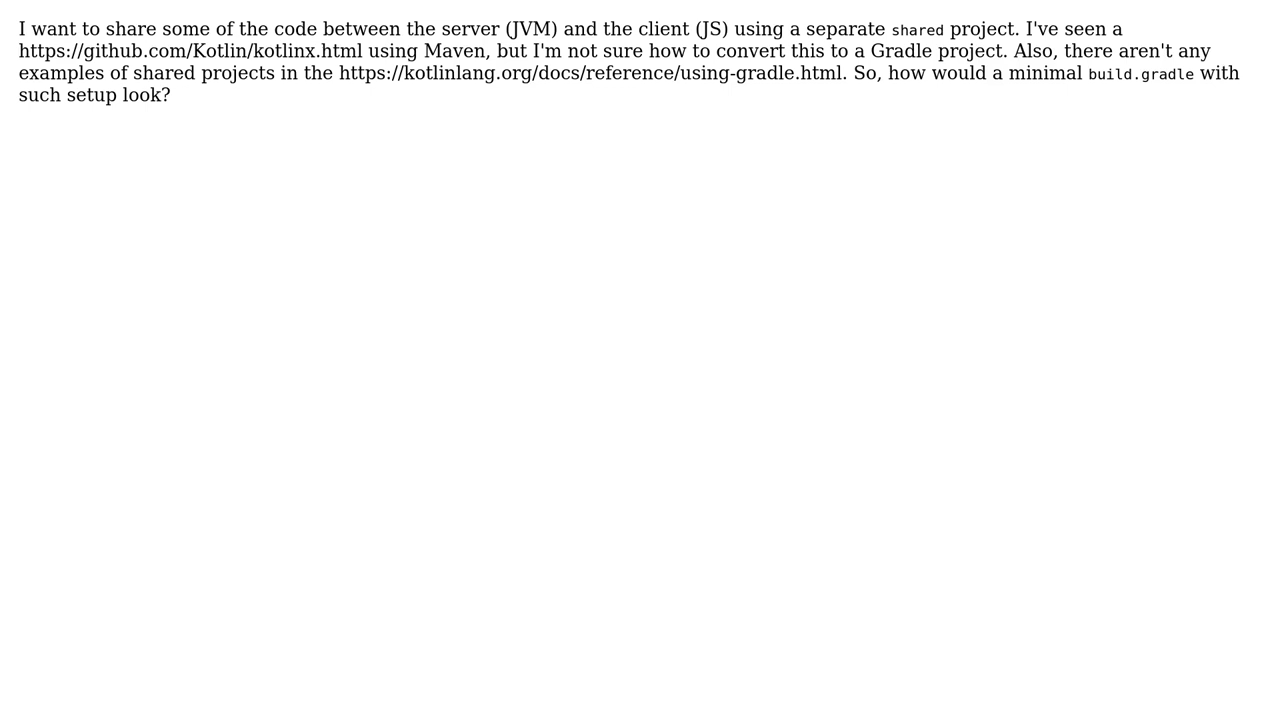 I want to share some of the code between the server (JVM) and the client (JS) using a separate shared project. I've seen a
https://github.com/Kotlin/kotlinx.html using Maven, but I'm not sure how to convert this to a Gradle project. Also, there aren't any
examples of shared projects in the https://kotlinlang.org/docs/reference/using-gradle.html. So, how would a minimal build.gradle with
such setup look?